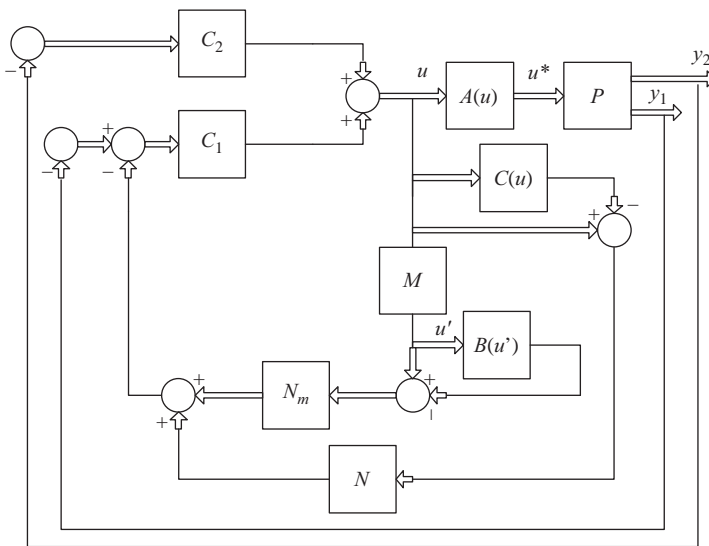 y2
C2
+
u
A(u)
u*
P
y1
−
+
+
C1
−
−
C(u)
−
+
M
u'
B(u’)
+
+
Nm
+
N